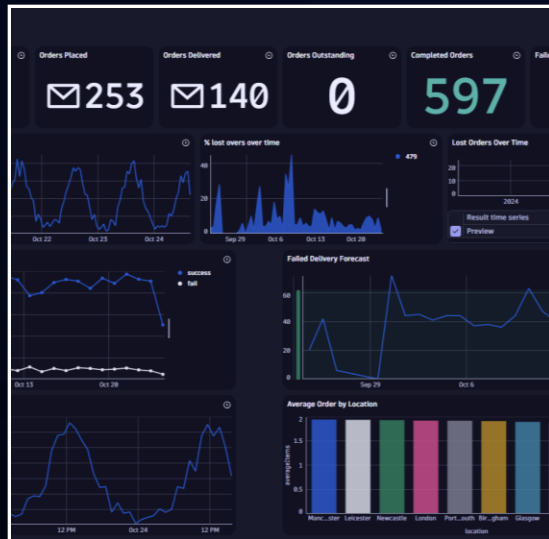 Orders Placed
Orders Delivered
Orders Outstanding
Completed Orders
Faile
253
140
0
597
% lost overs over time
Lost Orders Over Time
Oct 22
Oct 23
Oct 24
40
20
0
Sep 29
Oct 6
Oct 13
Oct 28
479
20
10
0
2024
Result time series
Preview
success
fail
Oct 13
Oct 20
Failed Delivery Forecast
60
40
20
0
Sep 29
Oct 6
12 PM
Oct 24
12 PM
Average Order by Location
2
1.5
1
0.5
0
averageItems
Manc...ster
Leicester
Newcastle
London
Port...outh
Bir...gham
Glasgow
location